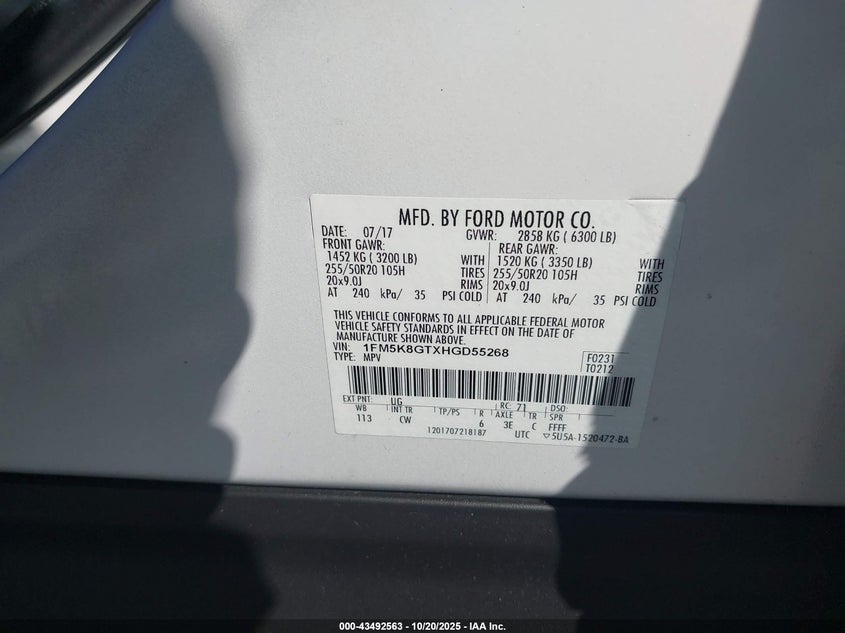 MFD. BY FORD MOTOR CO.
DATE: 07/17 GVWR: 2858 KG ( 6300 LB)
FRONT GAWR: REAR GAWR:
1452 KG ( 3200 LB) WITH 1520 KG ( 3350 LB) WITH
255/50R20 105H TIRES 255/50R20 105H TIRES
20x9.0J RIMS 20x9.0J RIMS
AT 240 kPa/ 35 PSI COLD AT 240 kPa/ 35 PSI COLD
THIS VEHICLE CONFORMS TO ALL APPLICABLE FEDERAL MOTOR
VEHICLE SAFETY STANDARDS IN EFFECT ON THE DATE OF
MANUFACTURE SHOWN ABOVE.
VIN: 1FM5K8GTXHGD55268 F0231
TYPE: MPV T0212
EXT PNT: UG RC: 71 DSO:
WB INT TR TP/PS R AXLE TR SPR
113 CW 6 3E C FFFF
1201707218187 UTC ▽5U5A-1520472-BA
000-43492563 | 10/20/2025 | IAA Inc.